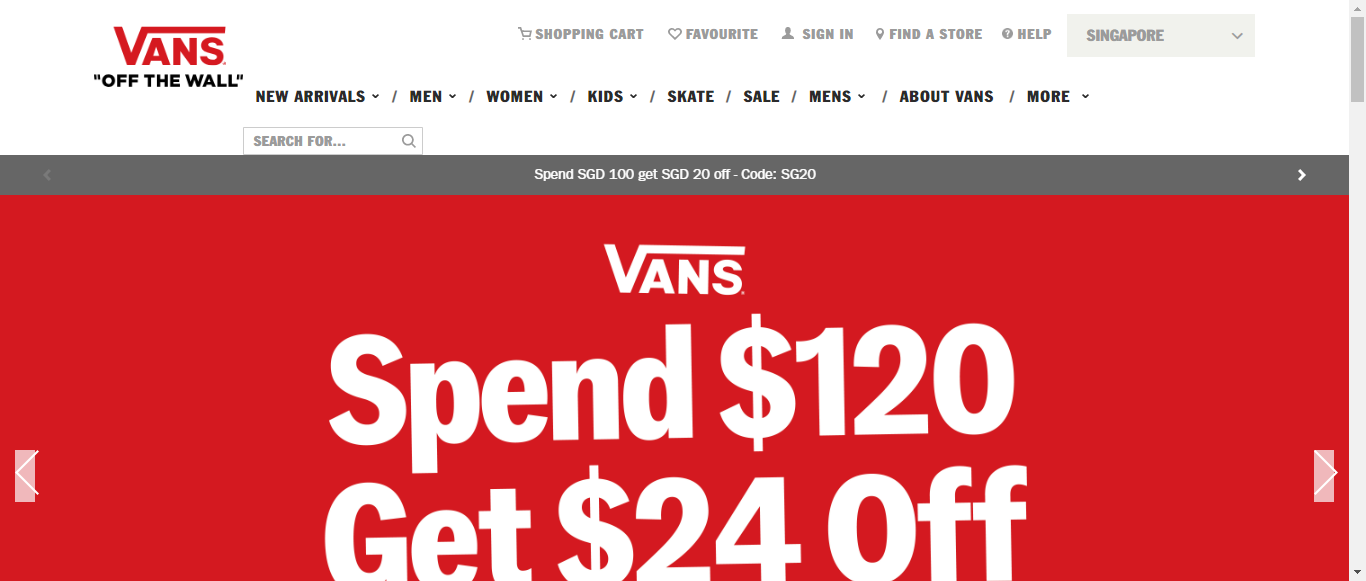 VANS
"OFF THE WALL"
SHOPPING CART FAVOURITE SIGN IN FIND A STORE HELP SINGAPORE
NEW ARRIVALS / MEN / WOMEN / KIDS / SKATE / SALE / MENS / ABOUT VANS / MORE
SEARCH FOR...
Spend SGD 100 get SGD 20 off - Code: SG20
VANS
Spend $120
Get $24 Off